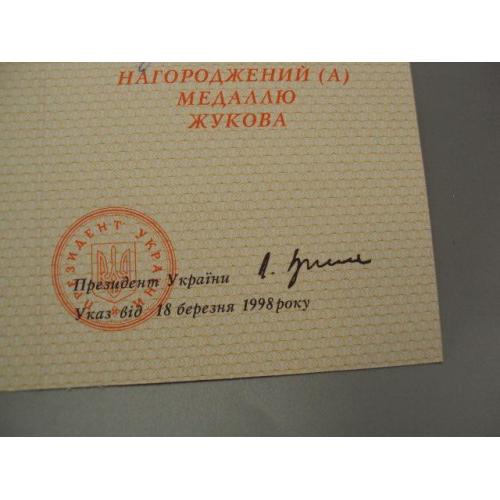 НАГОРОДЖЕНИЙ (А)
МЕДАЛЛЮ
ЖУКОВА
ПРЕЗИДЕНТ УКРАЇНИ
Президент України
Указ від 18 березня 1998 року